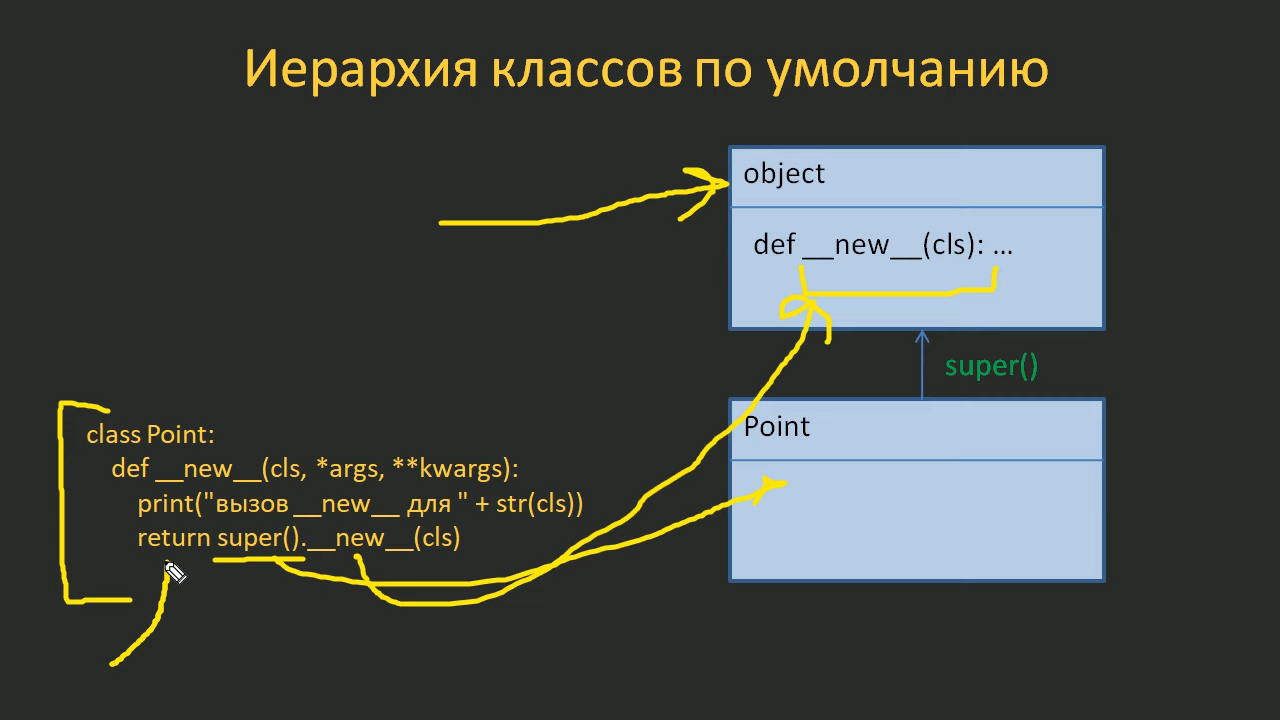 Иерархия классов по умолчанию
object
def __new__(cls): ...
super()
Point
class Point:
def __new__(cls, *args, **kwargs):
print("вызов __new__ для " + str(cls))
return super().__new__(cls)